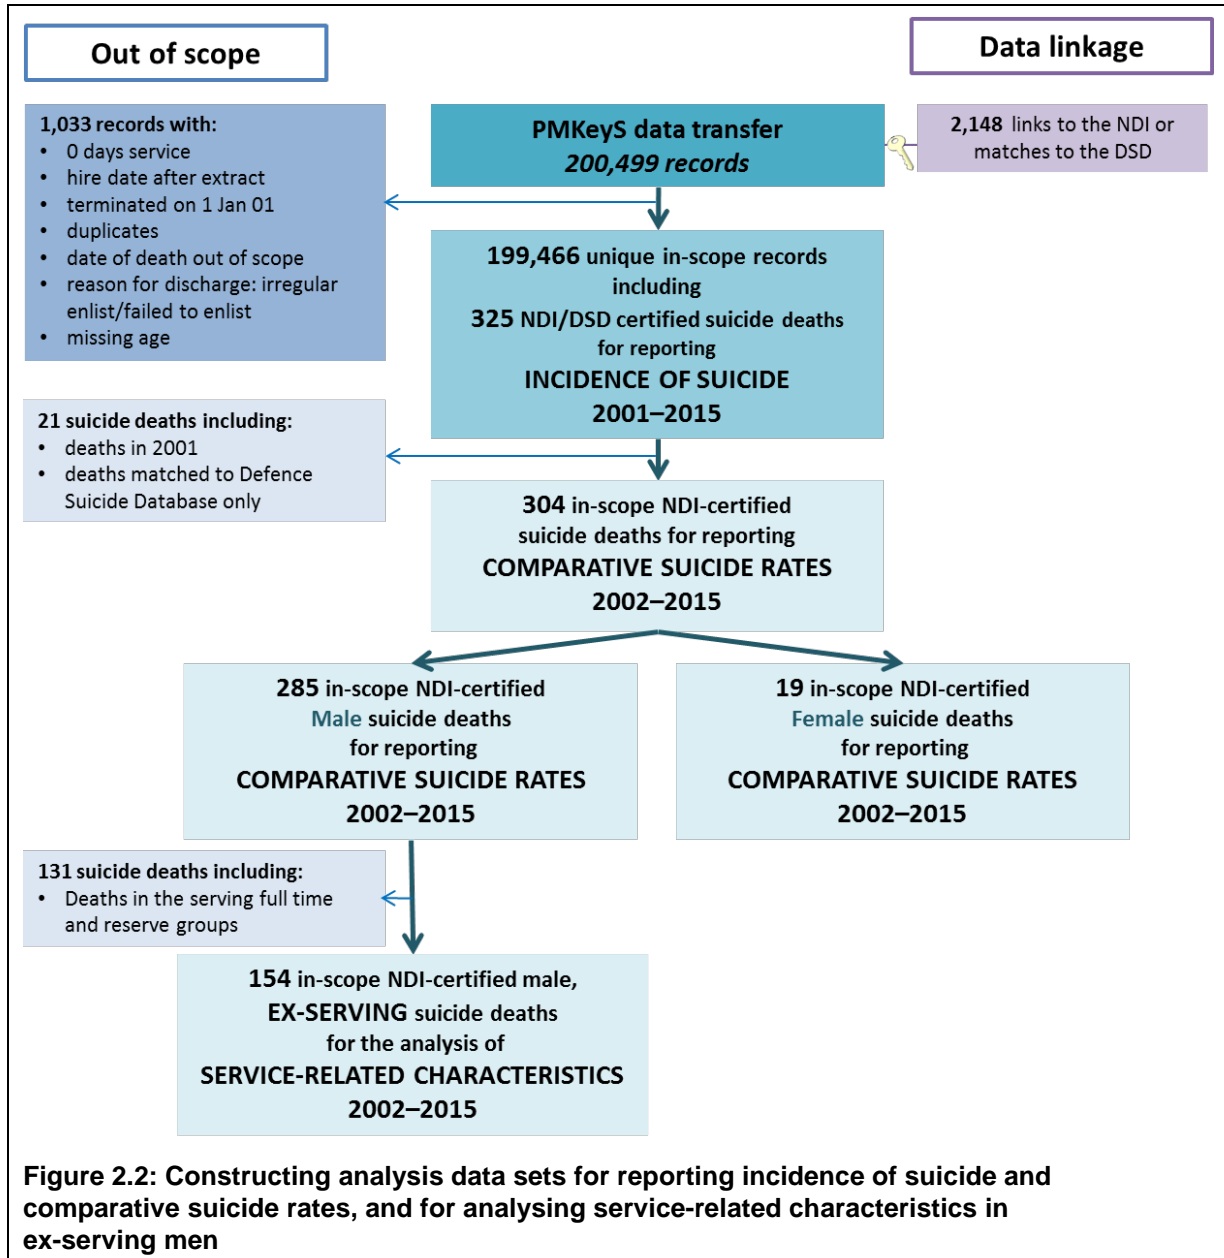 Out of scope
Data linkage
1,033 records with:
• 0 days service
• hire date after extract
• terminated on 1 Jan 01
• duplicates
• date of death out of scope
• reason for discharge: irregular
enlist/failed to enlist
• missing age
PMKeyS data transfer
200,499 records
2,148 links to the NDI or
matches to the DSD
199,466 unique in-scope records
including
325 NDI/DSD certified suicide deaths
for reporting
INCIDENCE OF SUICIDE
2001–2015
21 suicide deaths including:
• deaths in 2001
• deaths matched to Defence
Suicide Database only
304 in-scope NDI-certified
suicide deaths for reporting
COMPARATIVE SUICIDE RATES
2002–2015
285 in-scope NDI-certified
Male suicide deaths
for reporting
COMPARATIVE SUICIDE RATES
2002–2015
19 in-scope NDI-certified
Female suicide deaths
for reporting
COMPARATIVE SUICIDE RATES
2002–2015
131 suicide deaths including:
• Deaths in the serving full time
and reserve groups
154 in-scope NDI-certified male,
EX-SERVING suicide deaths
for the analysis of
SERVICE-RELATED CHARACTERISTICS
2002–2015
Figure 2.2: Constructing analysis data sets for reporting incidence of suicide and
comparative suicide rates, and for analysing service-related characteristics in
ex-serving men